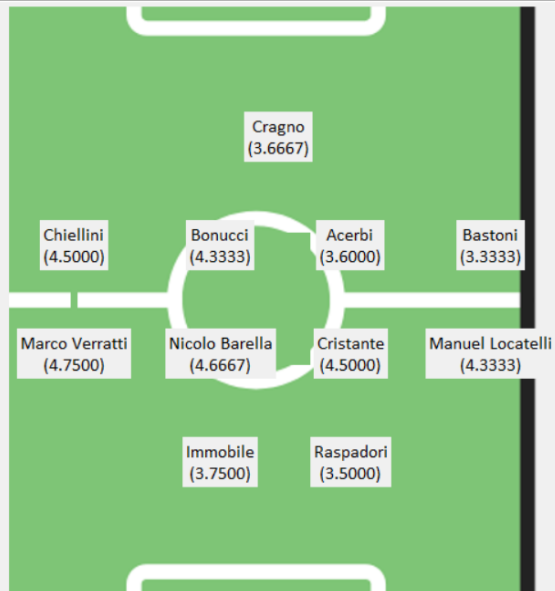 Cragno
(3.6667)
Chiellini
(4.5000)
Bonucci
(4.3333)
Acerbi
(3.6000)
Bastoni
(3.3333)
Marco Verratti
(4.7500)
Nicolo Barella
(4.6667)
Cristante
(4.5000)
Manuel Locatelli
(4.3333)
Immobile
(3.7500)
Raspadori
(3.5000)